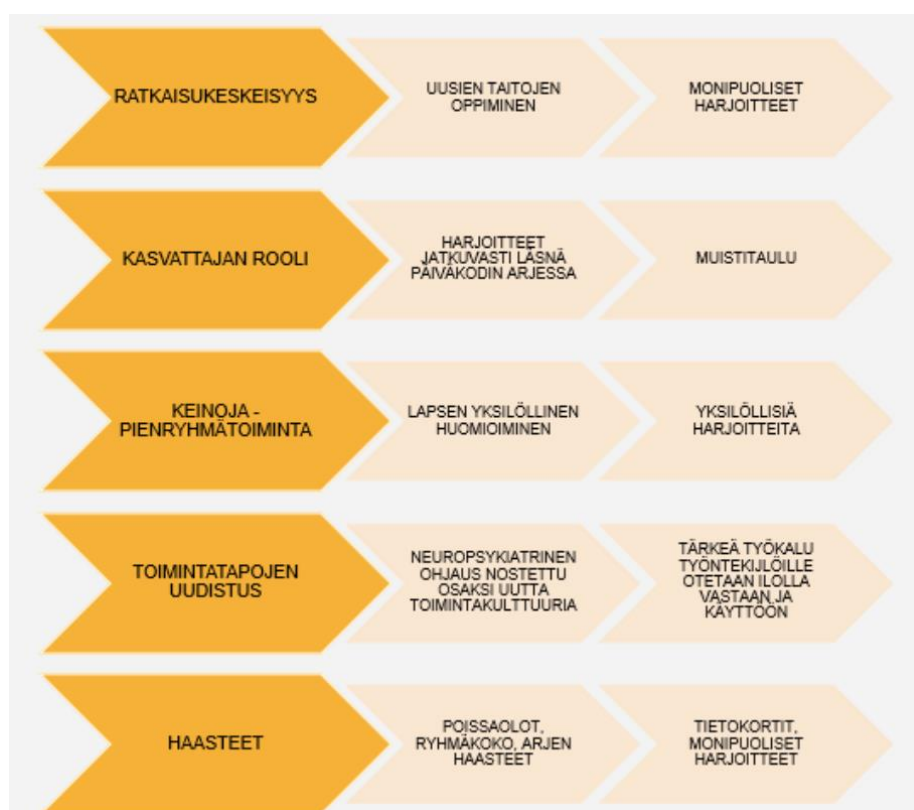 RATKAISUKESKEISYYS
UUSIEN TAITOJEN
OPPIMINEN
MONIPUOLISET
HARJOITTEET
KASVATTAJAN ROOLI
HARJOITTEET
JATKUVASTI LÄSNÄ
PÄIVÄKODIN ARJESSA
MUISTITAULU
KEINOJA -
PIENRYHMÄTOIMINTA
LAPSEN YKSILÖLLINEN
HUOMIOIMINEN
YKSILÖLLISIÄ
HARJOITTEITA
TOIMINTATAPOJEN
UUDISTUS
NEUROPSYKIATRINEN
OHJAUS NOSTETTU
OSAKSI UUTTA
TOIMINTAKULTTUURIA
TÄRKEÄ TYÖKALU
TYÖNTEKIJLÖILLE
OTETAAN ILOLLA
VASTAAN JA
KÄYTTÖÖN
HAASTEET
POISSAOLOT,
RYHMÄKOKO, ARJEN
HAASTEET
TIETOKORTIT,
MONIPUOLISET
HARJOITTEET